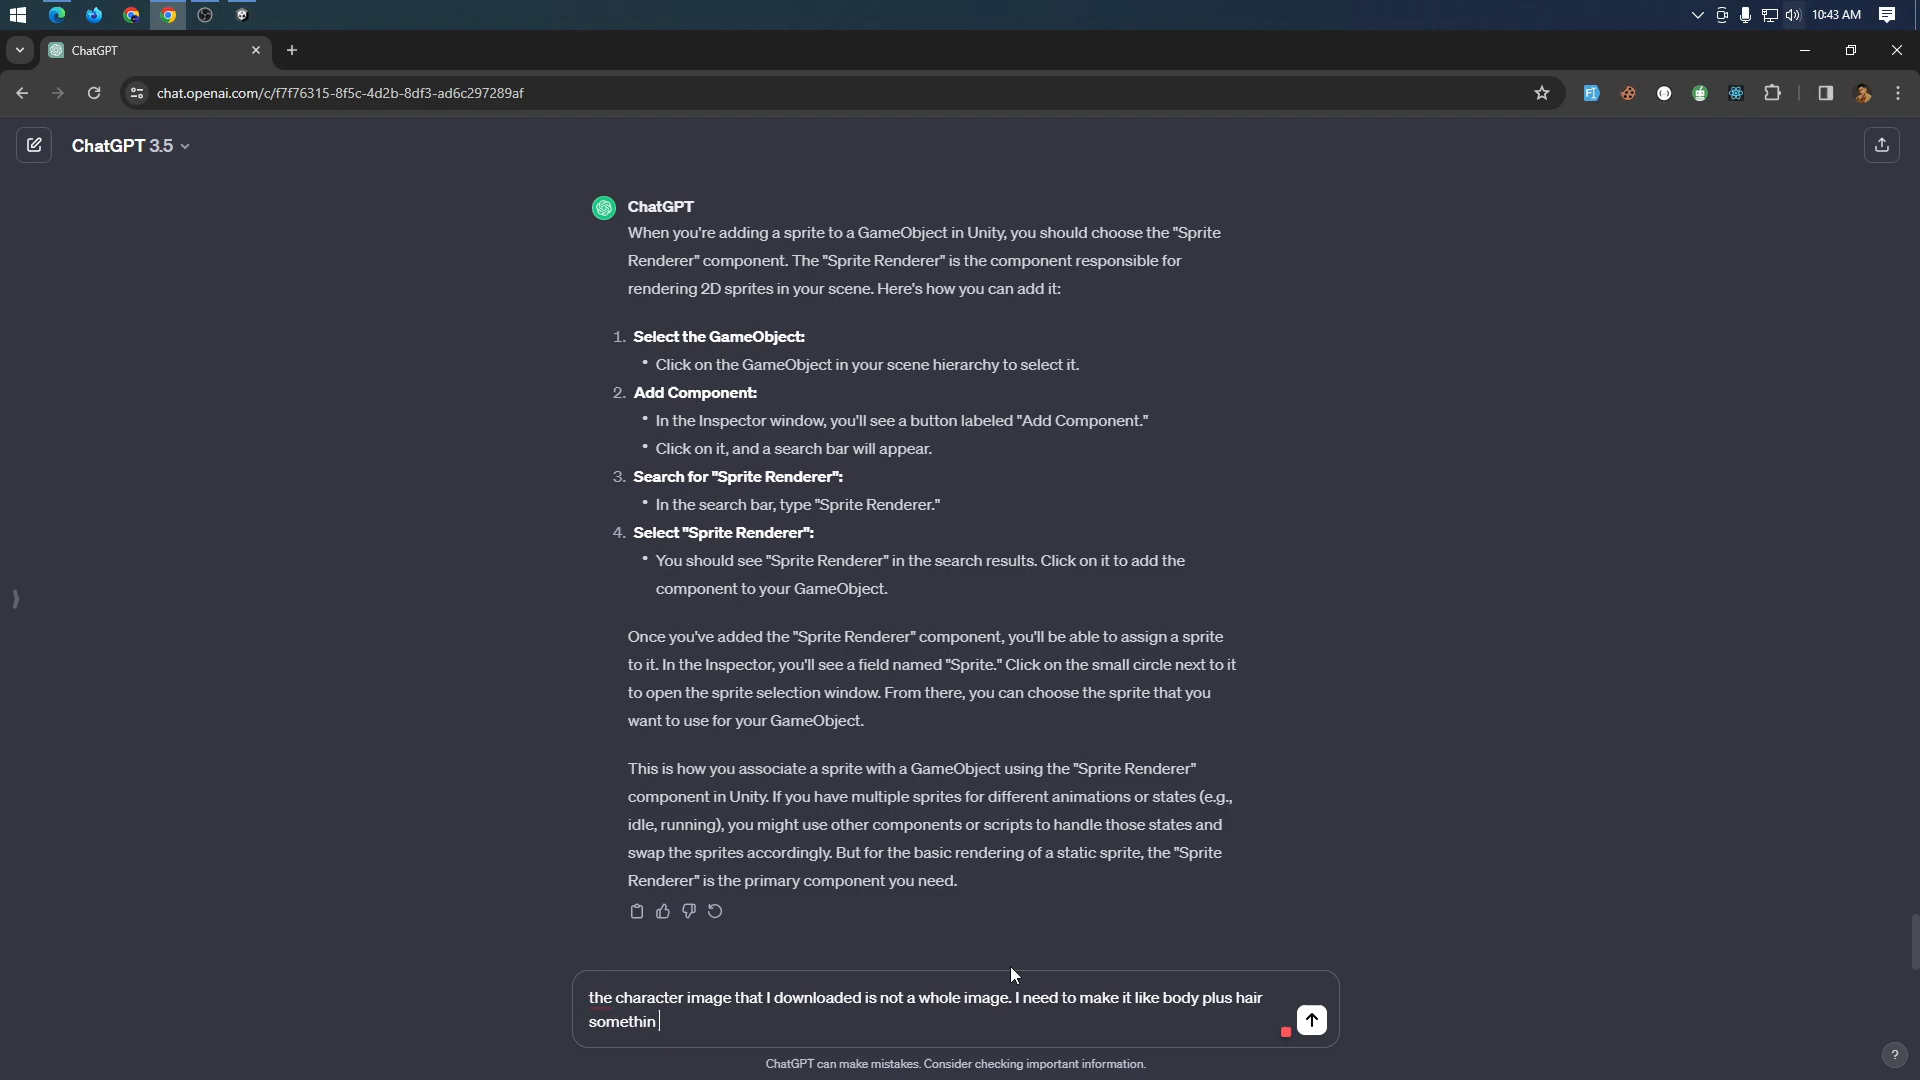 10:43 AM
ChatGPT
chat.openai.com/c/f7f76315-8f5c-4d2b-8df3-ad6c297289af
ChatGPT 3.5
ChatGPT
When you're adding a sprite to a GameObject in Unity, you should choose the "Sprite
Renderer" component. The "Sprite Renderer" is the component responsible for
rendering 2D sprites in your scene. Here's how you can add it:
1. Select the GameObject:
• Click on the GameObject in your scene hierarchy to select it.
2. Add Component:
• In the Inspector window, you'll see a button labeled "Add Component."
• Click on it, and a search bar will appear.
3. Search for "Sprite Renderer":
• In the search bar, type "Sprite Renderer."
4. Select "Sprite Renderer":
• You should see "Sprite Renderer" in the search results. Click on it to add the
component to your GameObject.
Once you've added the "Sprite Renderer" component, you'll be able to assign a sprite
to it. In the Inspector, you'll see a field named "Sprite." Click on the small circle next to it
to open the sprite selection window. From there, you can choose the sprite that you
want to use for your GameObject.
This is how you associate a sprite with a GameObject using the "Sprite Renderer"
component in Unity. If you have multiple sprites for different animations or states (e.g.,
idle, running), you might use other components or scripts to handle those states and
swap the sprites accordingly. But for the basic rendering of a static sprite, the "Sprite
Renderer" is the primary component you need.
the character image that I downloaded is not a whole image. I need to make it like body plus hair
somethin
ChatGPT can make mistakes. Consider checking important information.
?